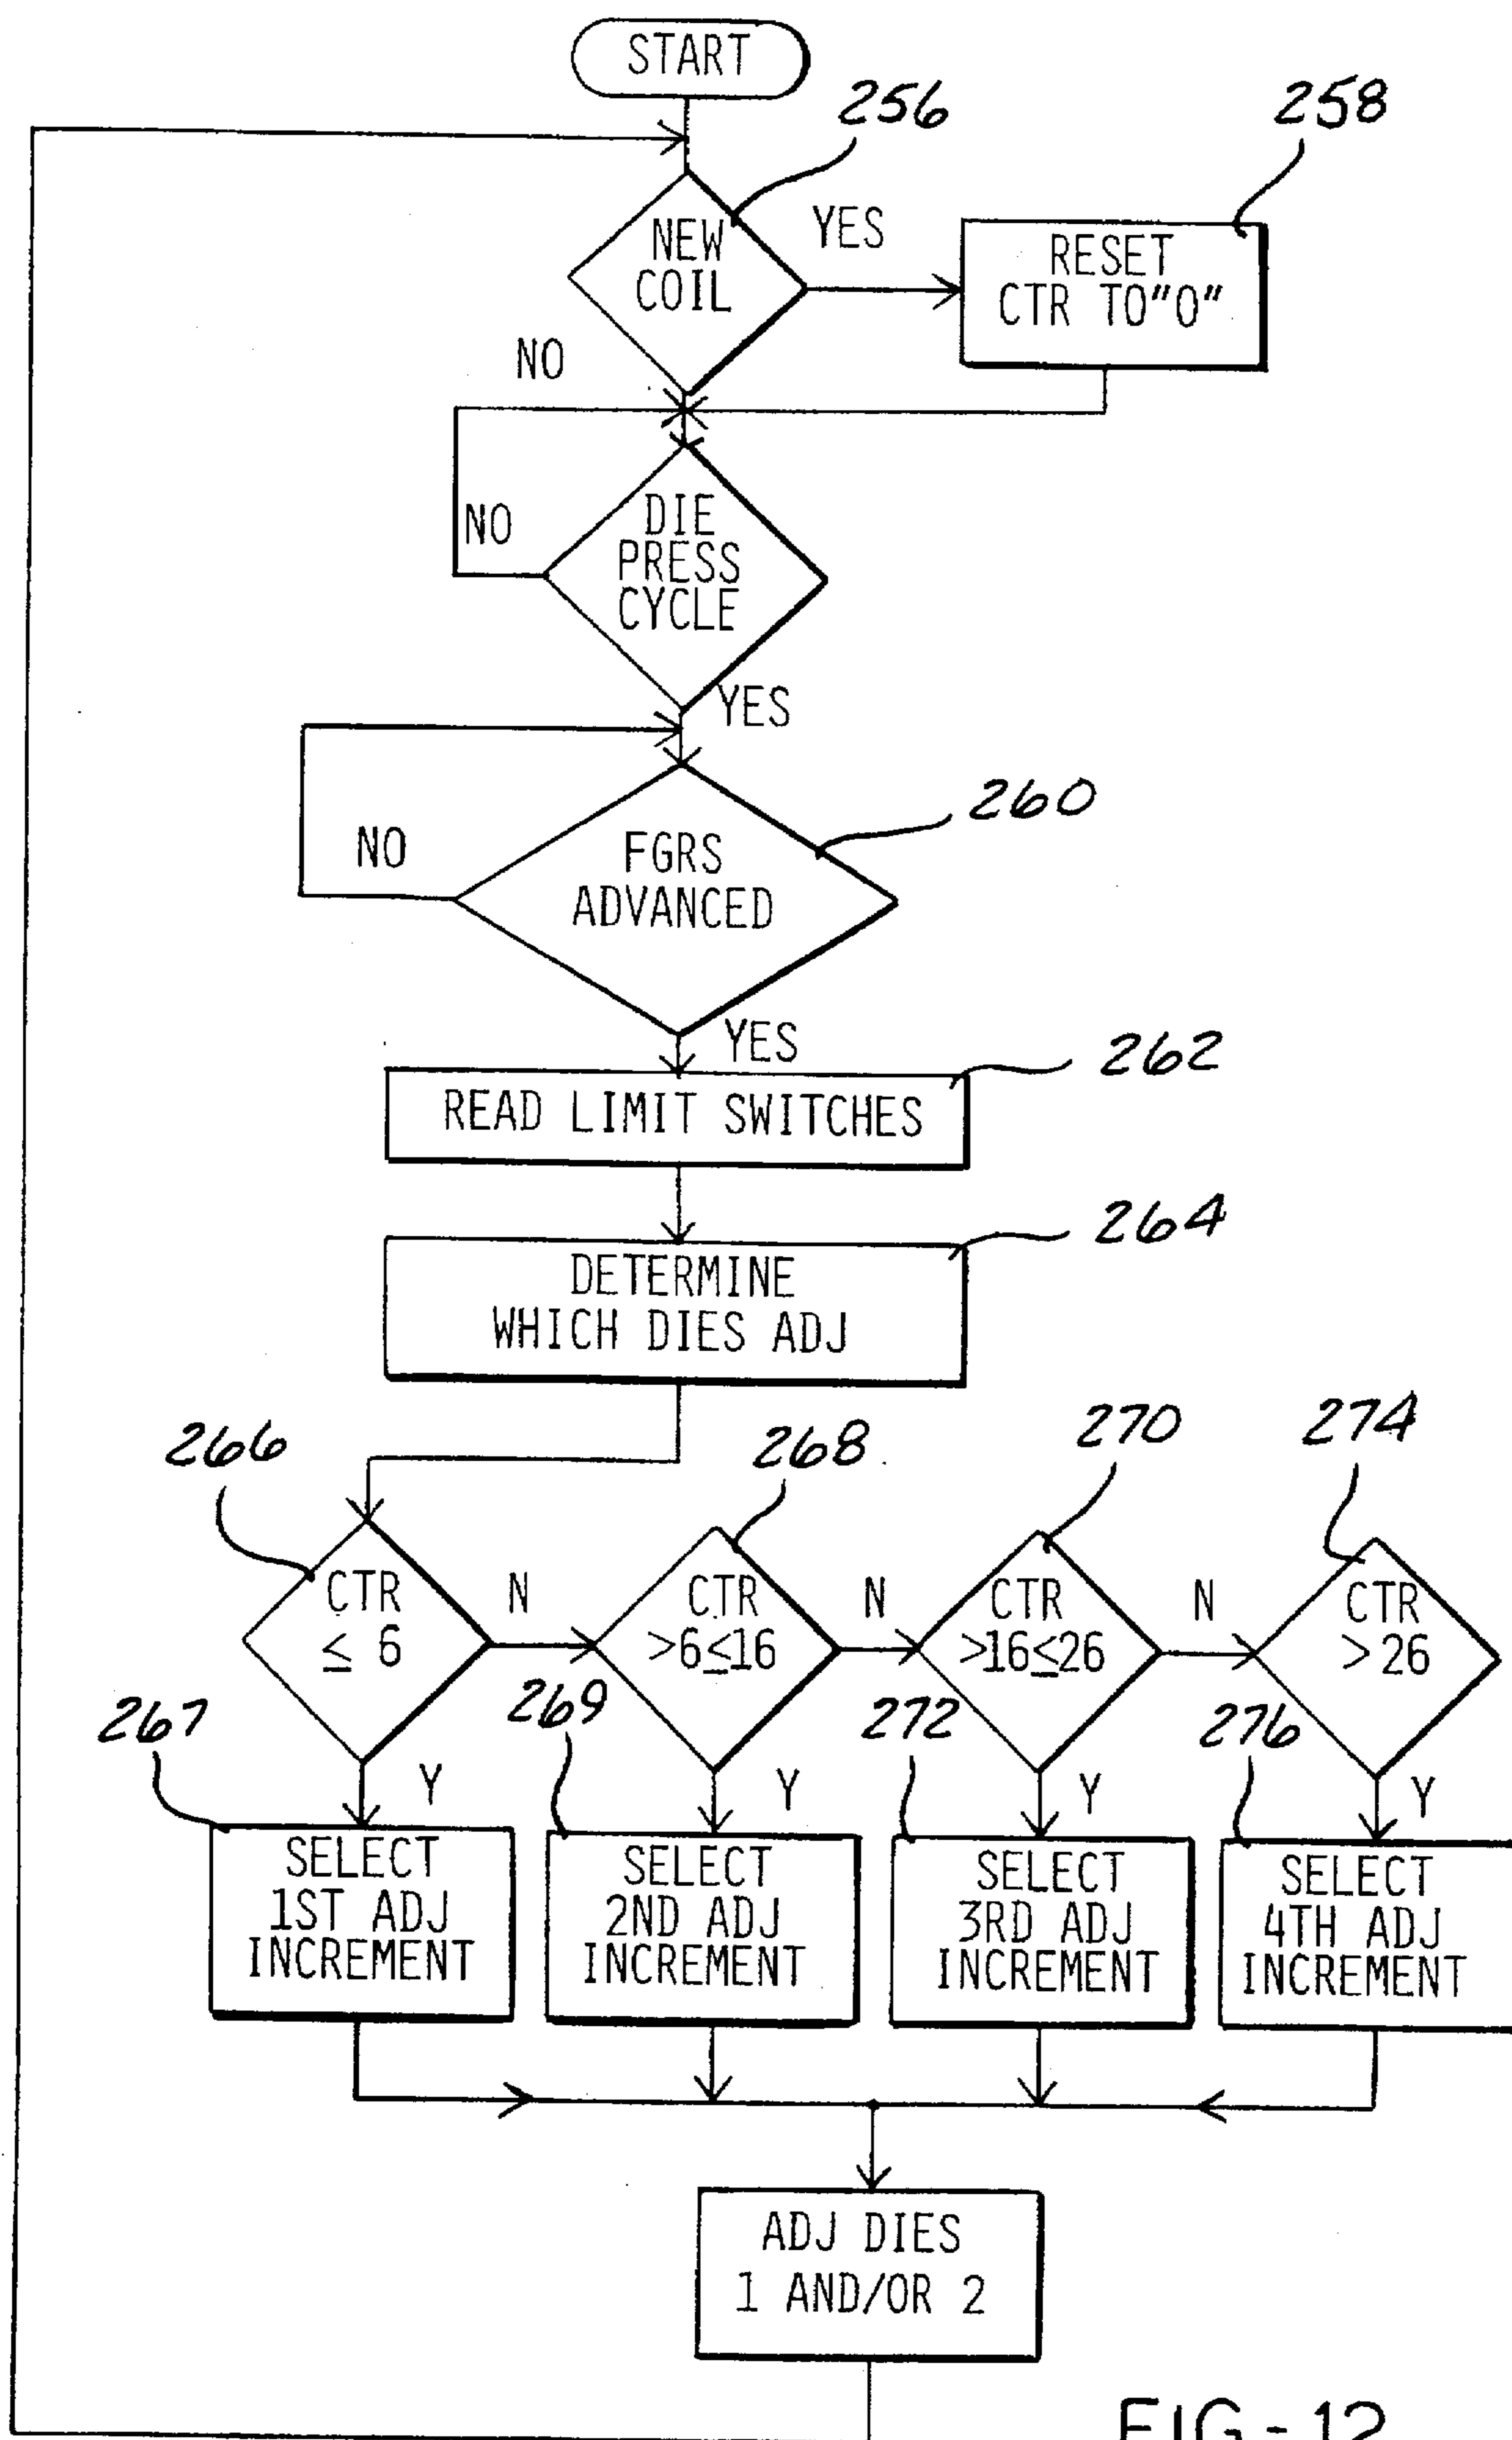 START
256
258
NEW
COIL
YES
RESET
CTR TO"0"
NO
DIE
PRESS
CYCLE
NO
YES
260
FGRS
ADVANCED
NO
YES
262
READ LIMIT SWITCHES
264
DETERMINE
WHICH DIES ADJ
266
268
270
274
CTR
≤ 6
N
CTR
>6≤16
N
CTR
>16≤26
N
CTR
> 26
267
269
272
276
Y
Y
Y
Y
SELECT
1ST ADJ
INCREMENT
SELECT
2ND ADJ
INCREMENT
SELECT
3RD ADJ
INCREMENT
SELECT
4TH ADJ
INCREMENT
ADJ DIES
1 AND/OR 2
FIG-12